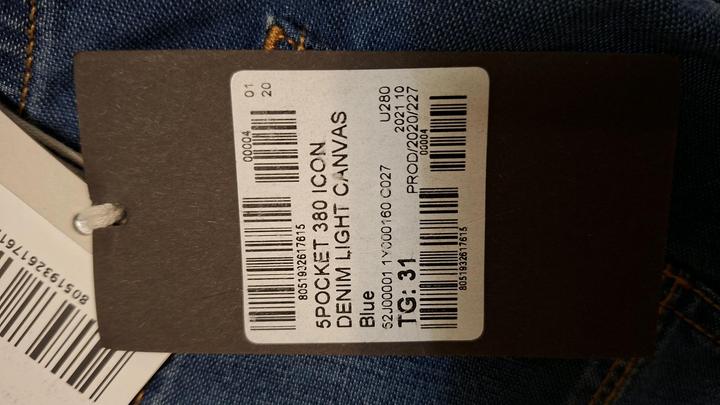 01
20
00004
8051932617615
5POCKET 380 ICON
DENIM LIGHT CANVAS
Blue
52J00001 1Y000160 C027
U280
2021 10
PROD/2020/227
TG: 31
00004
8051932617615
805193261761